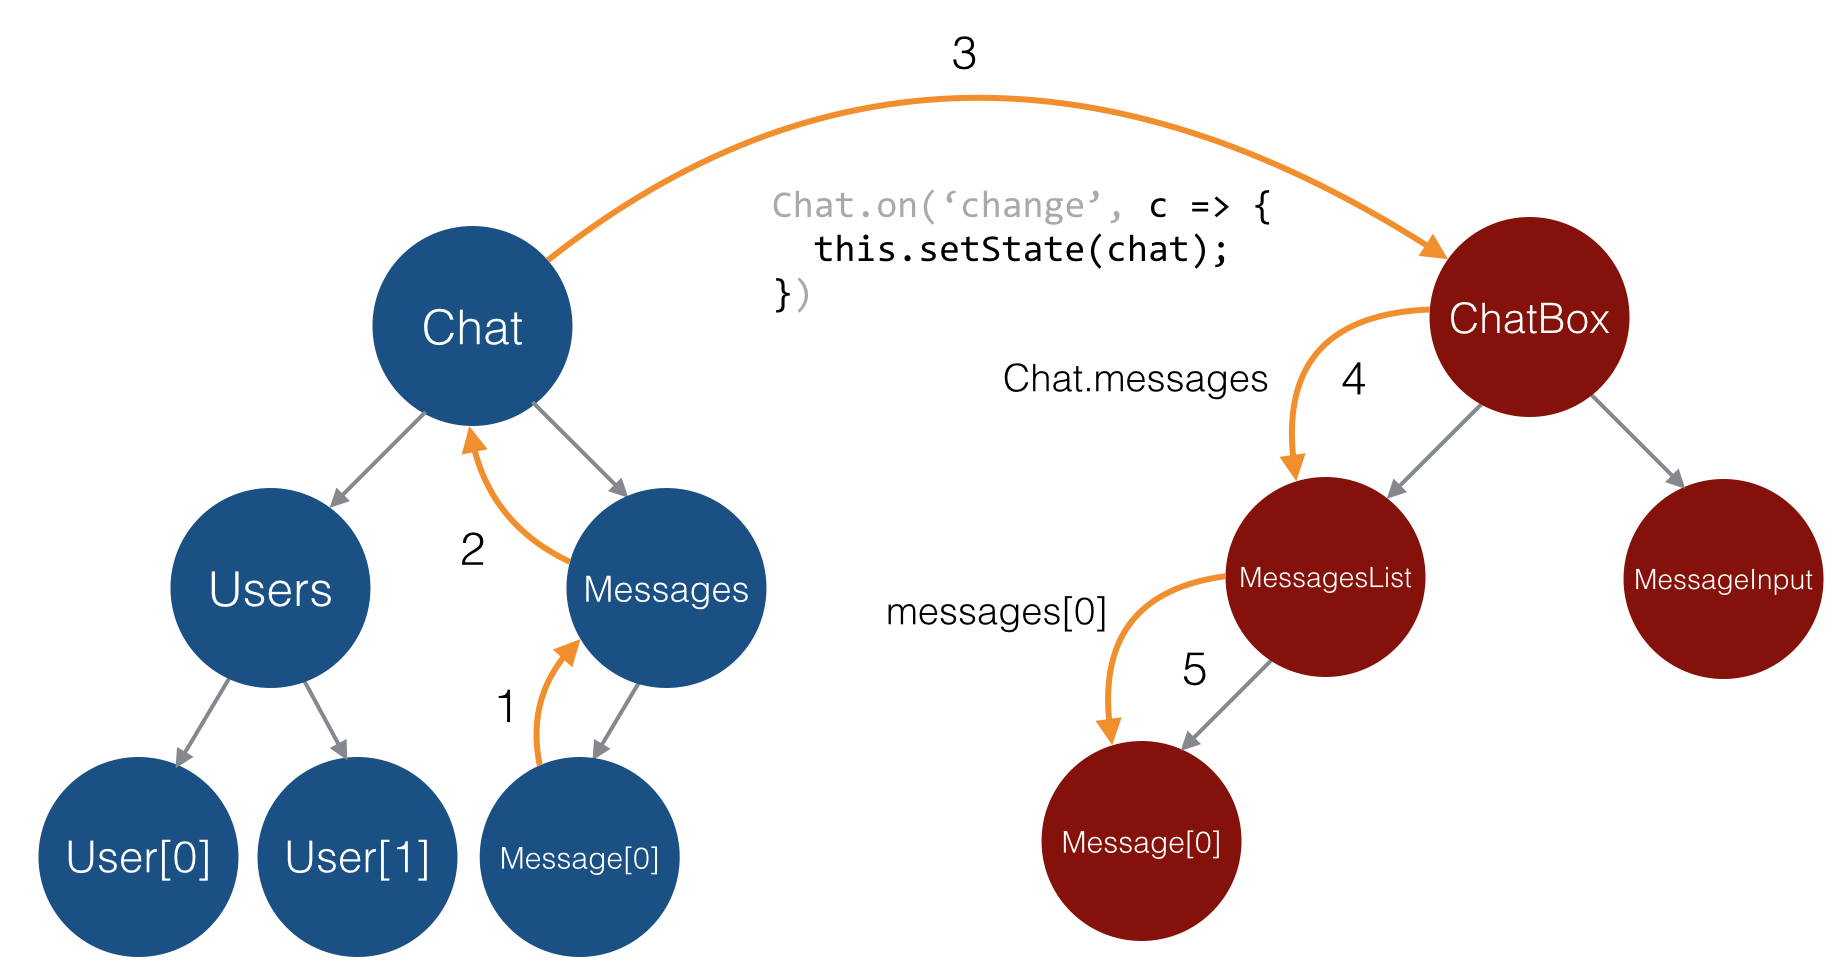 3
Chat.on(‘change’, c => {
this.setState(chat);
})
Chat
ChatBox
Chat.messages
4
2
Users
Messages
MessagesList
MessageInput
messages[0]
5
1
User[0]
User[1]
Message[0]
Message[0]